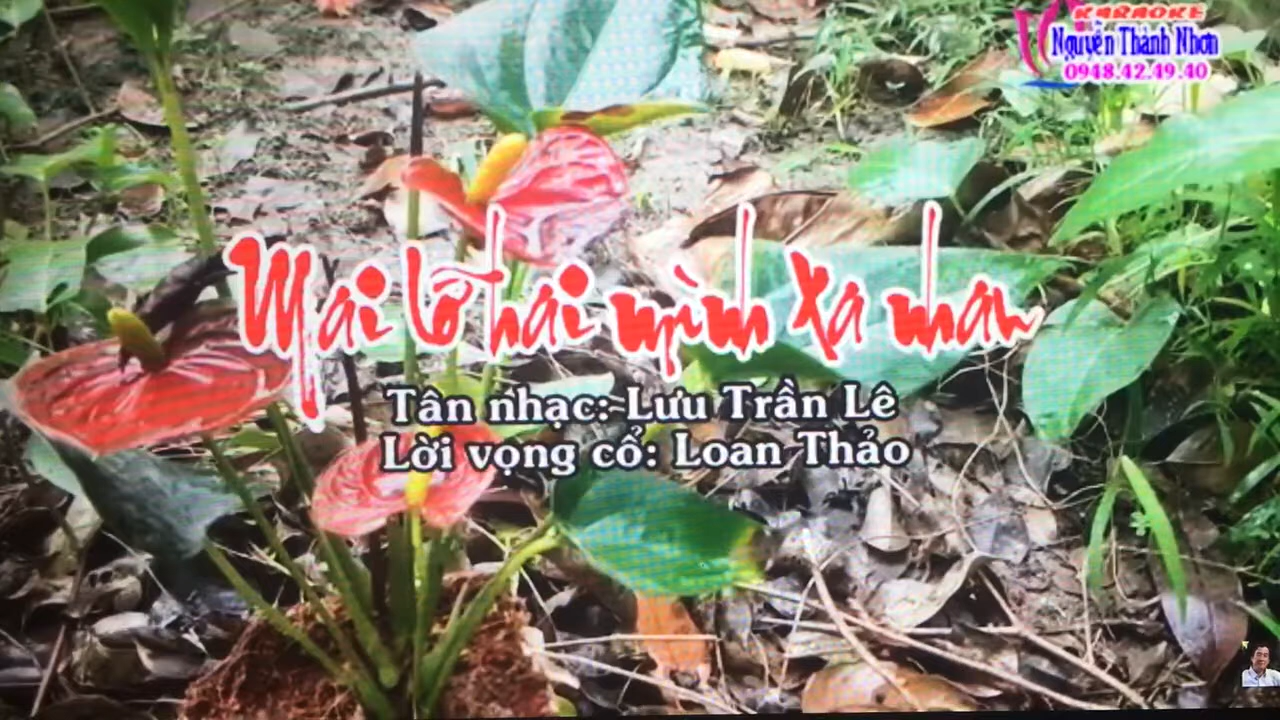 KARAOKE
Nguyễn Thành Nhơn
0948.42.49.40
Mai lỡ hai mình xa nhau
Tân nhạc: Lưu Trần Lê
Lời vọng cổ: Loan Thảo